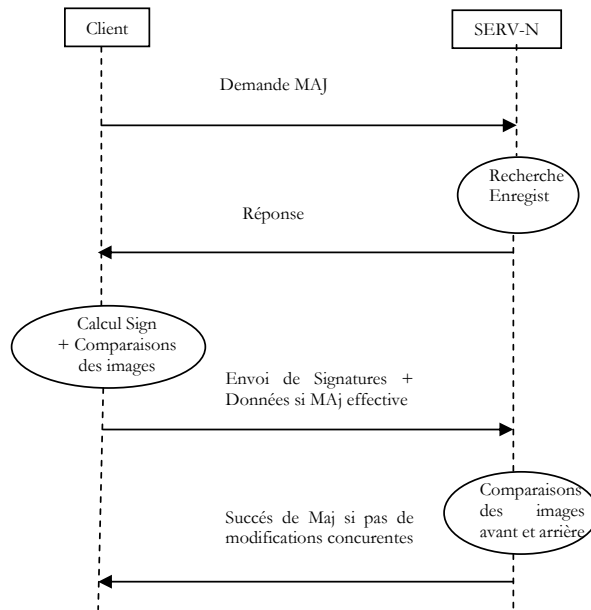 Client
SERV-N
Demande MAJ
Recherche
Enregist
Réponse
Calcul Sign
+ Comparaisons
des images
Envoi de Signatures +
Données si MAj effective
Comparaisons
des images
avant et arrière
Succés de Maj si pas de
modifications concurentes